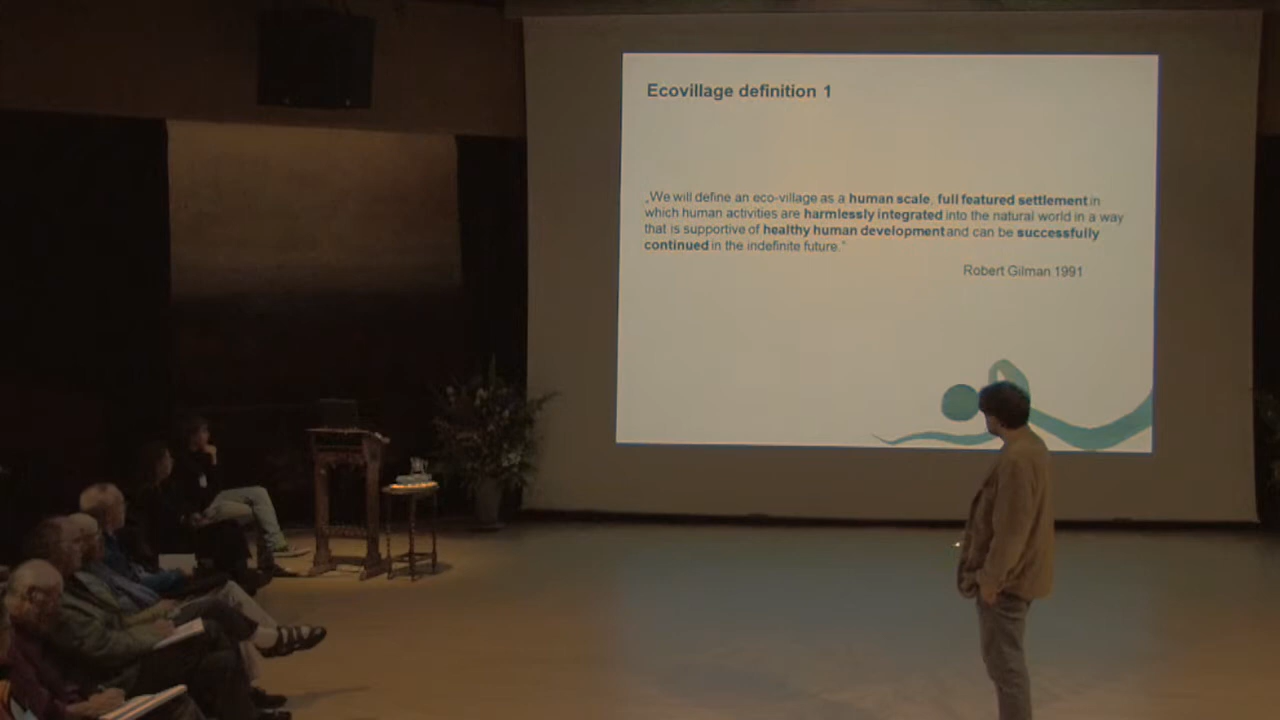 Ecovillage definition 1
„We will define an eco-village as a human scale, full featured settlement in
which human activities are harmlessly integrated into the natural world in a way
that is supportive of healthy human development and can be successfully
continued in the indefinite future.“
Robert Gilman 1991